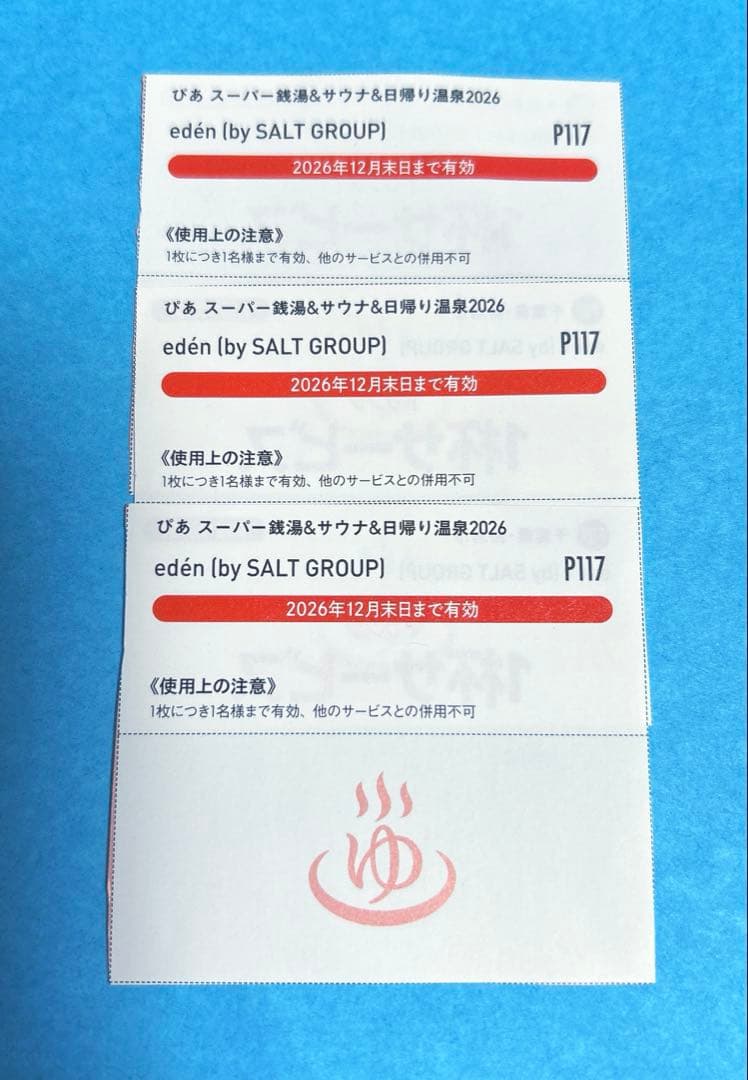 ぴあ スーパー銭湯&サウナ&日帰り温泉2026
edén (by SALT GROUP) P117
2026年12月末日まで有効
《使用上の注意》
1枚につき1名様まで有効、他のサービスとの併用不可
ぴあ スーパー銭湯&サウナ&日帰り温泉2026
edén (by SALT GROUP) P117
2026年12月末日まで有効
《使用上の注意》
1枚につき1名様まで有効、他のサービスとの併用不可
ぴあ スーパー銭湯&サウナ&日帰り温泉2026
edén (by SALT GROUP) P117
2026年12月末日まで有効
《使用上の注意》
1枚につき1名様まで有効、他のサービスとの併用不可
ゆ